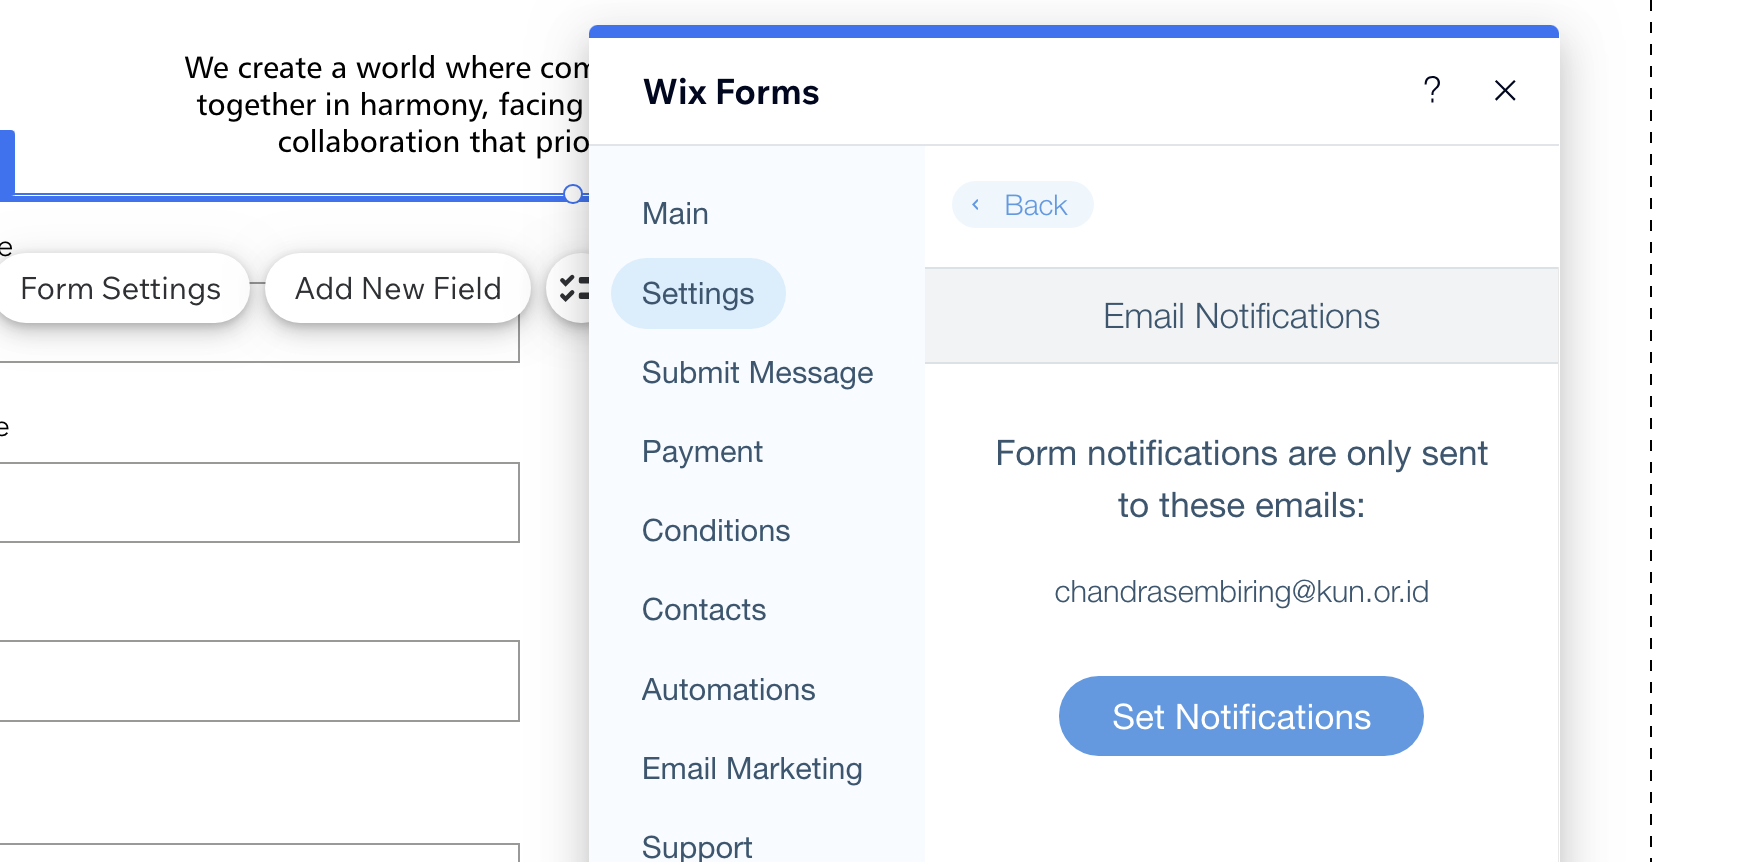 We create a world where com
together in harmony, facing
collaboration that prio
e
Form Settings
Add New Field
e
Wix Forms
?
Main
Settings
Submit Message
Payment
Conditions
Contacts
Automations
Email Marketing
Support
Back
Email Notifications
Form notifications are only sent
to these emails:
chandrasembiring@kun.or.id
Set Notifications